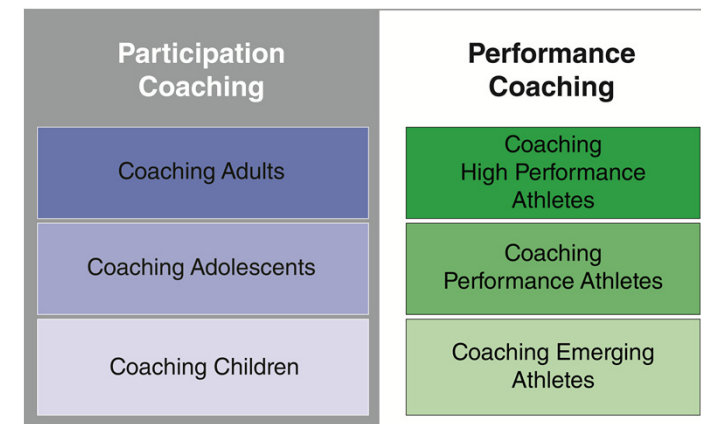 Participation
Coaching
Coaching Adults
Coaching Adolescents
Coaching Children
Performance
Coaching
Coaching
High Performance
Athletes
Coaching
Performance Athletes
Coaching Emerging
Athletes